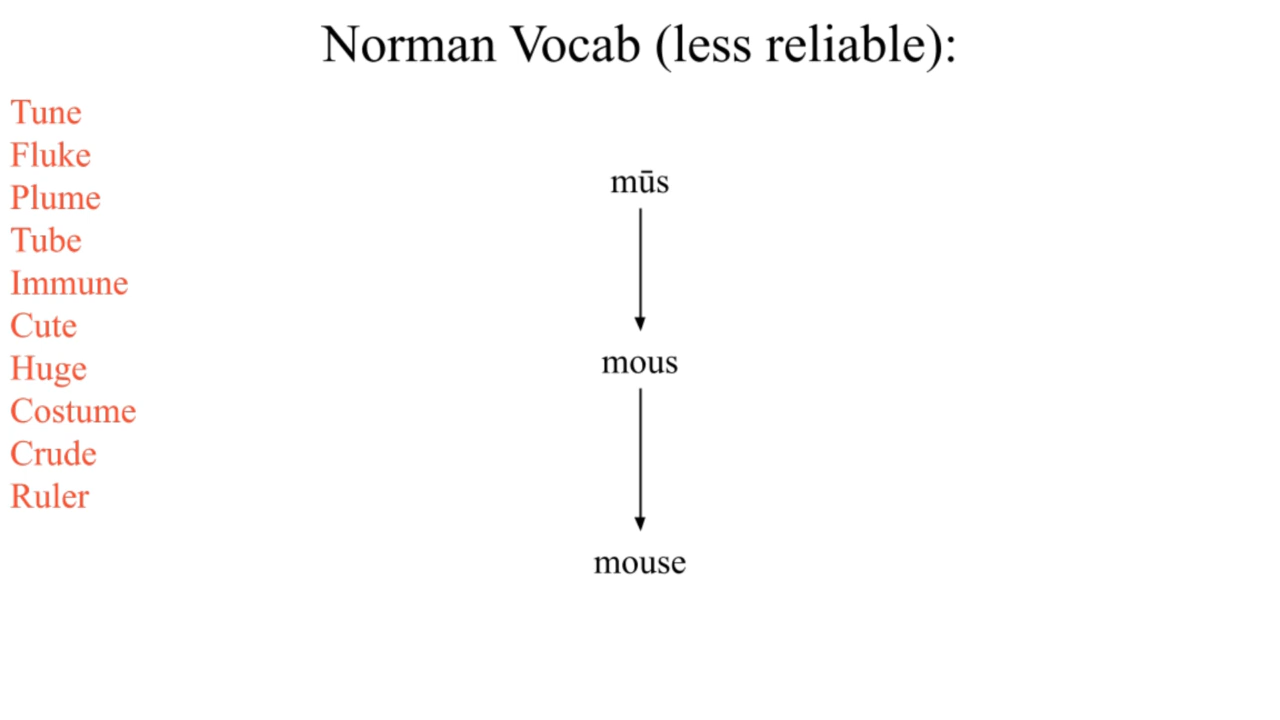 Norman Vocab (less reliable):
Tune
Fluke
Plume
Tube
Immune
Cute
Huge
Costume
Crude
Ruler
mūs
mous
mouse